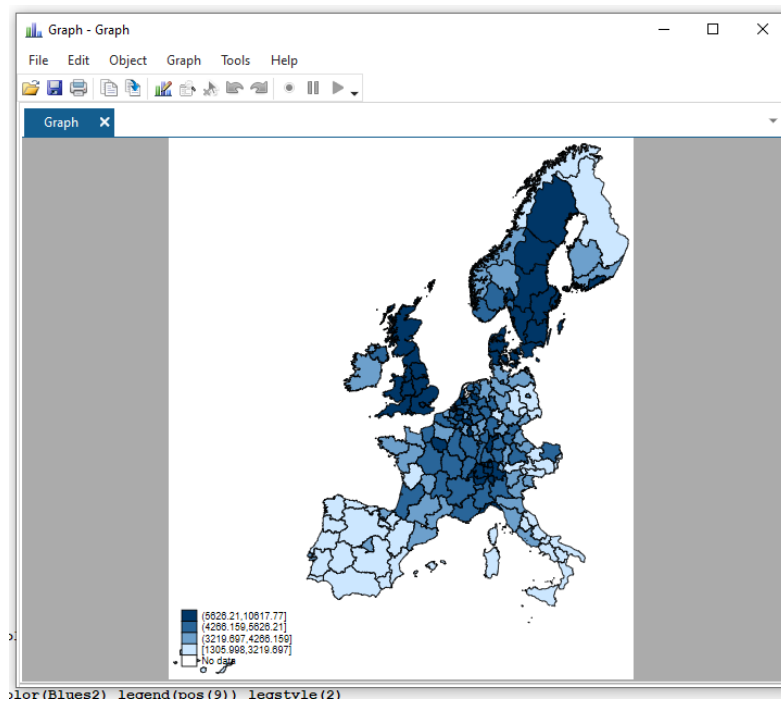 Graph - Graph
File Edit Object Graph Tools Help
Graph
(5626.21,10617.77]
(4266.159,5626.21]
(3219.697,4266.159]
[1305.998,3219.697]
No data
olor(Blues2) legend(pos(9)) legstyle(2)